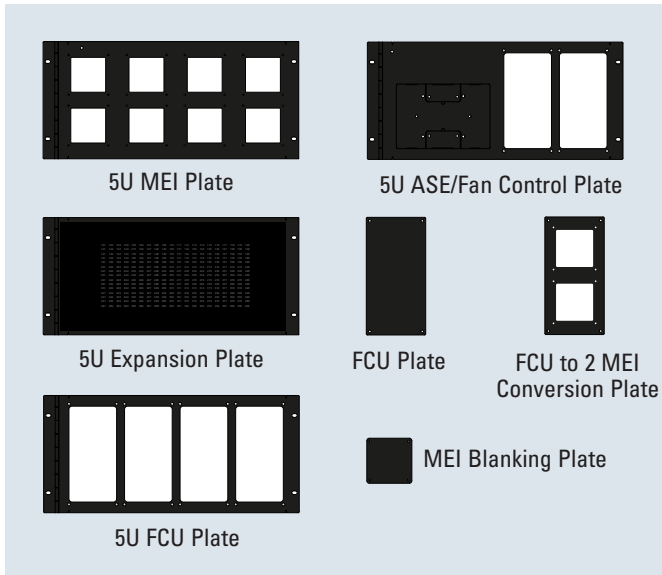 5U MEI Plate
5U ASE/Fan Control Plate
5U Expansion Plate
FCU Plate
FCU to 2 MEI
Conversion Plate
5U FCU Plate
MEI Blanking Plate